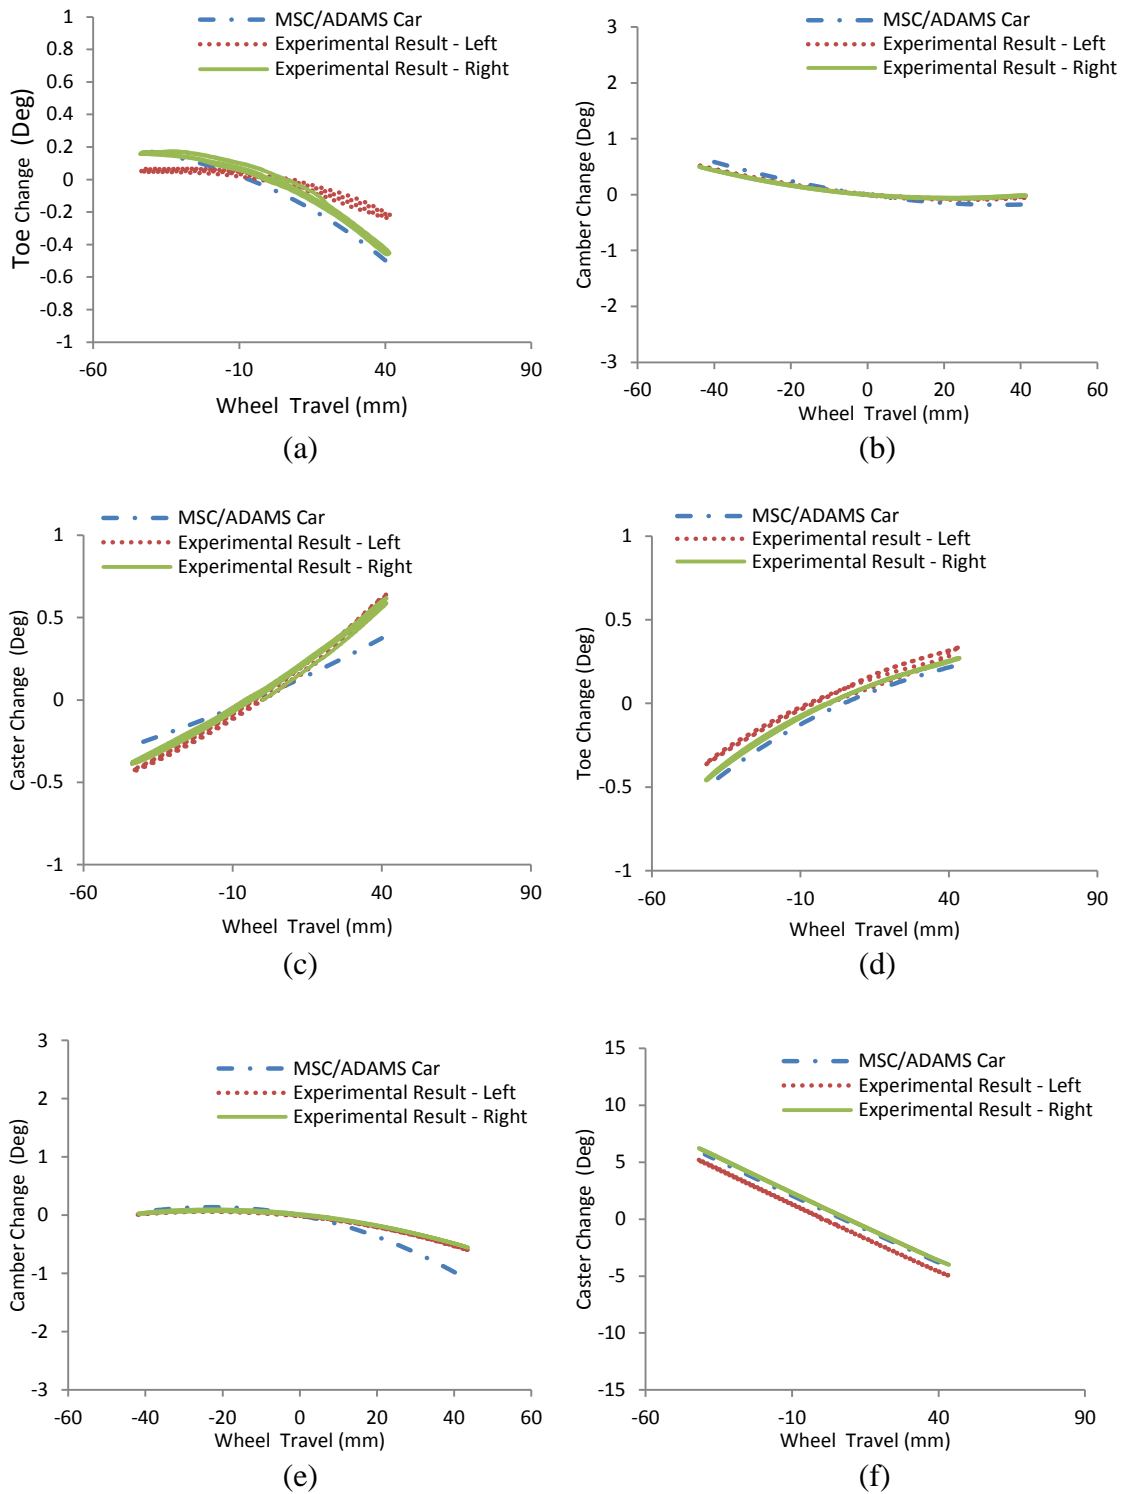 MSC/ADAMS Car
Experimental Result - Left
Experimental Result - Right
1
0.8
0.6
0.4
0.2
0
-0.2
-0.4
-0.6
-0.8
-1
-60 -10 40 90
Toe Change (Deg)
Wheel Travel (mm)
(a)
MSC/ADAMS Car
Experimental Result - Left
Experimental Result - Right
3
2
1
0
-1
-2
-3
-60 -40 -20 0 20 40 60
Camber Change (Deg)
Wheel Travel (mm)
(b)
MSC/ADAMS Car
Experimental Result - Left
Experimental Result - Right
1
0.5
0
-0.5
-1
-60 -10 40 90
Caster Change (Deg)
Wheel Travel (mm)
(c)
MSC/ADAMS Car
Experimental result - Left
Experimental Result - Right
1
0.5
0
-0.5
-1
-60 -10 40 90
Toe Change (Deg)
Wheel Travel (mm)
(d)
MSC/ADAMS Car
Experimental Result - Left
Experimental Result - Right
3
2
1
0
-1
-2
-3
-60 -40 -20 0 20 40 60
Camber Change (Deg)
Wheel Travel (mm)
(e)
MSC/ADAMS Car
Experimental Result - Left
Experimental Result - Right
15
10
5
0
-5
-10
-15
-60 -10 40 90
Caster Change (Deg)
Wheel Travel (mm)
(f)